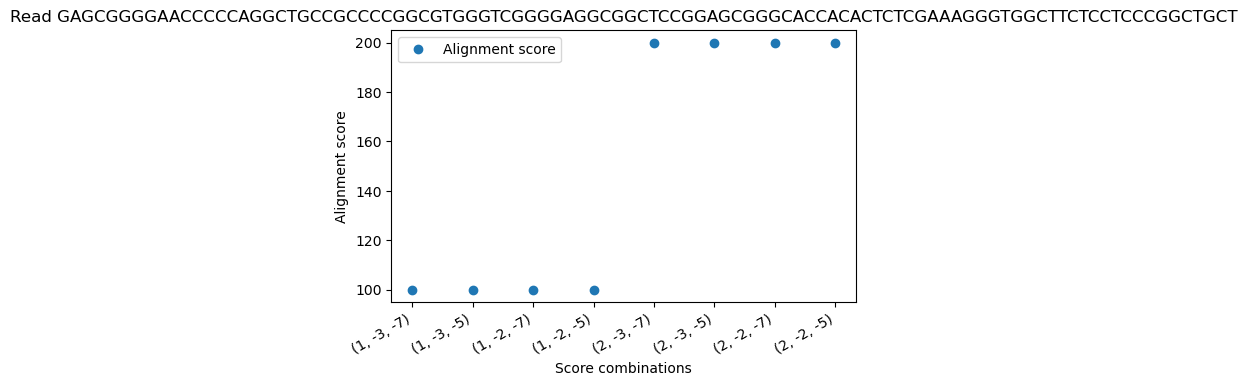 Read GAGCGGGGAACCCCCAGGCTGCCGCCCCGGCGTGGGTCGGGGAGGCGGCTCCGGAGCGGGCACCACACTCTCGAAAGGGTGGCTTCTCCTCCCGGCTGCT
Alignment score
Alignment score
200
180
160
140
120
100
(1, -3, -7)
(1, -3, -5)
(1, -2, -7)
(1, -2, -5)
(2, -3, -7)
(2, -3, -5)
(2, -2, -7)
(2, -2, -5)
Score combinations